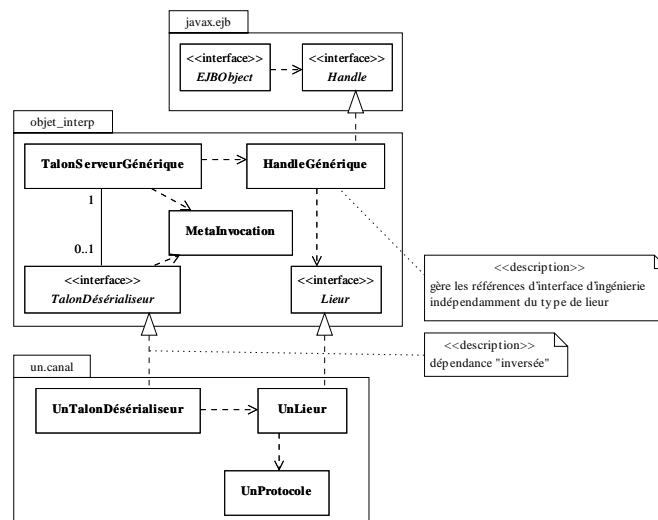 javax.ejb
<<interface>>
EJBObject
<<interface>>
Handle
objet_interp
TalonServeurGénérique
HandleGénérique
1
MetaInvocation
0..1
<<interface>>
TalonDésérialiseur
<<interface>>
Lieur
<<description>>
gère les références d'interface d'ingénierie
indépendamment du type de lieur
<<description>>
dépendance "inversée"
un.canal
UnTalonDésérialiseur
UnLieur
UnProtocole